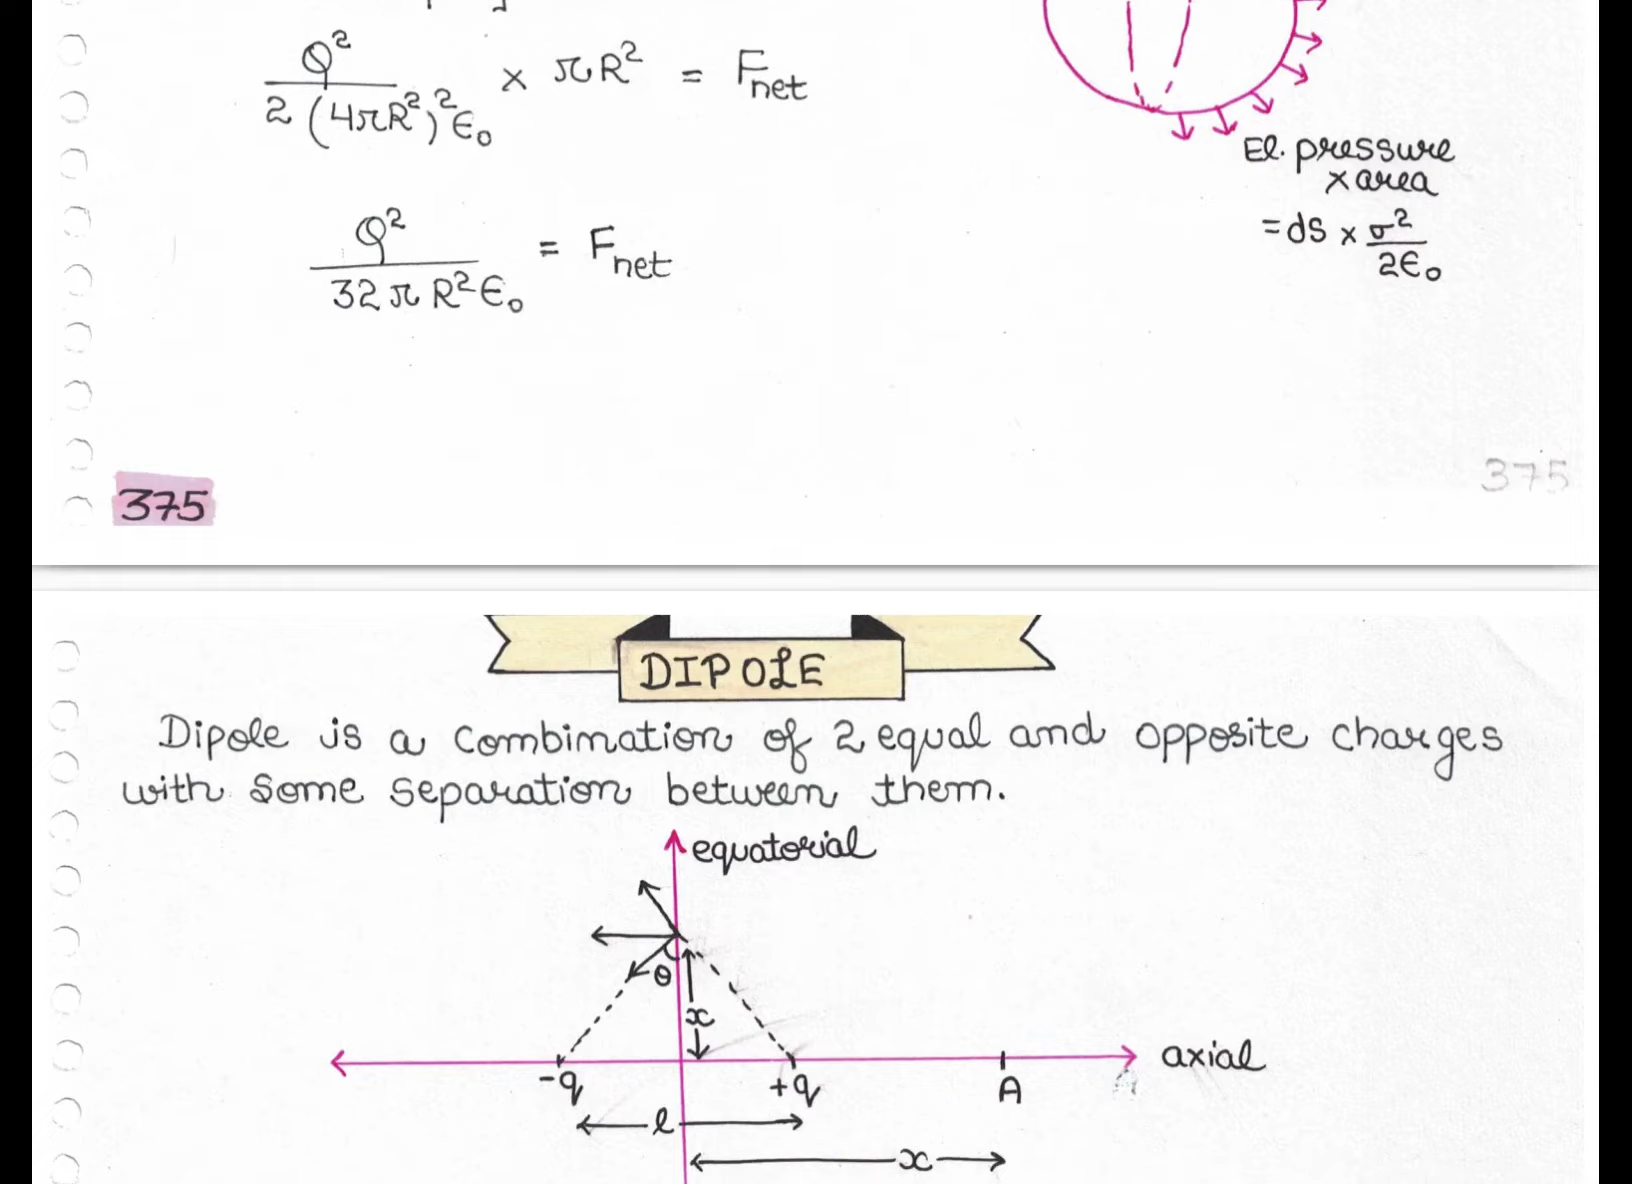 Q²/2(4πR²)²ε₀ × πR² = Fnet
El. pressure
× area
= ds × σ²/2ε₀
Q²/32πR²ε₀ = Fnet
375
375
DIPOLE
Dipole is a combination of 2 equal and opposite charges
with some separation between them.
equatorial
θ
x
axial
-q
+q
A
l
x